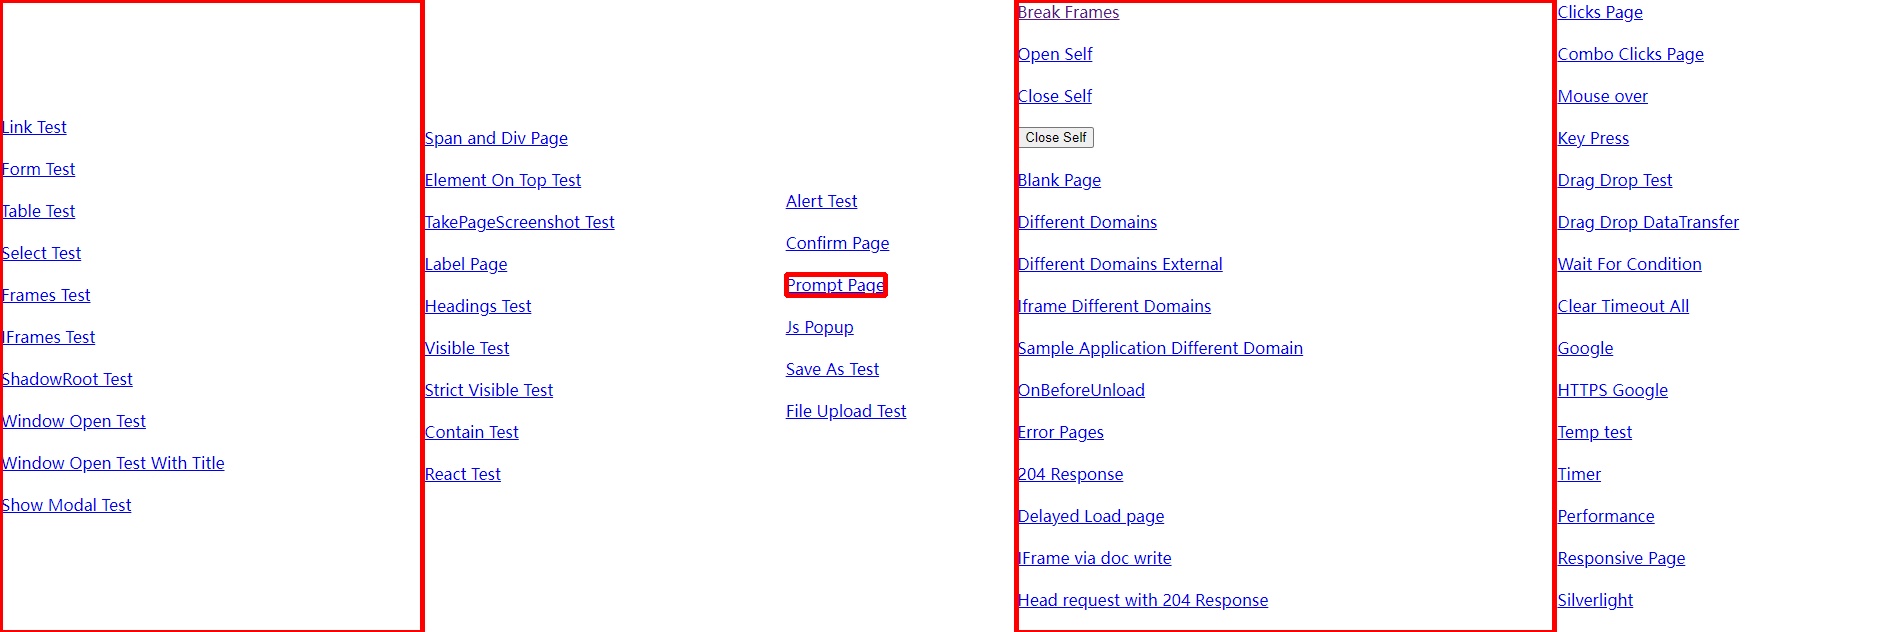 Link Test
Form Test
Table Test
Select Test
Frames Test
IFrames Test
ShadowRoot Test
Window Open Test
Window Open Test With Title
Show Modal Test
Span and Div Page
Element On Top Test
TakePageScreenshot Test
Label Page
Headings Test
Visible Test
Strict Visible Test
Contain Test
React Test
Alert Test
Confirm Page
Prompt Page
Js Popup
Save As Test
File Upload Test
Break Frames
Open Self
Close Self
Close Self
Blank Page
Different Domains
Different Domains External
Iframe Different Domains
Sample Application Different Domain
OnBeforeUnload
Error Pages
204 Response
Delayed Load page
IFrame via doc write
Head request with 204 Response
Clicks Page
Combo Clicks Page
Mouse over
Key Press
Drag Drop Test
Drag Drop DataTransfer
Wait For Condition
Clear Timeout All
Google
HTTPS Google
Temp test
Timer
Performance
Responsive Page
Silverlight